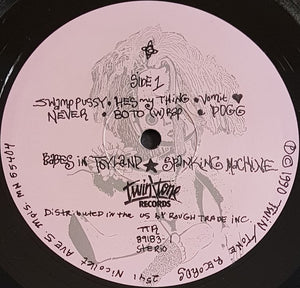 SIDE 1
SWAMP PUSSY • HE'S MY THING • VOMIT ♥
NEVER • BOTO (W) RAP • DOGG
BABES IN TOYLAND ★ SPANKING MACHINE
Twin/Tone
RECORDS
DISTRIBUTED IN THE US BY ROUGH TRADE INC.
TTR
89183-1
STEREO
℗©1990 TWIN TONE RECORDS 2541 NICOLLET AVE S. MPLS MN 55404